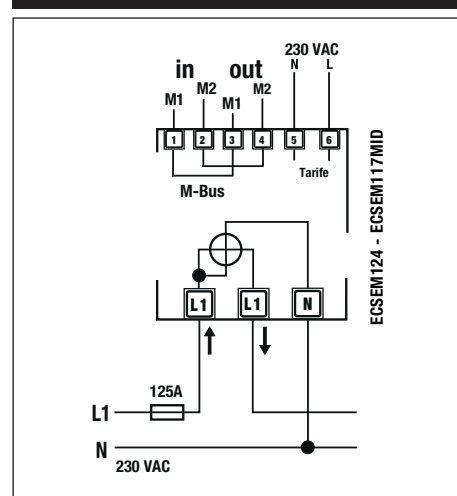 230 VAC
in out N L
M1 M2 M1 M2
1 2 3 4 5 6
M-Bus Tarife
ECSEM124 - ECSEM117MID
L1 L1 N
125A
L1
N
230 VAC